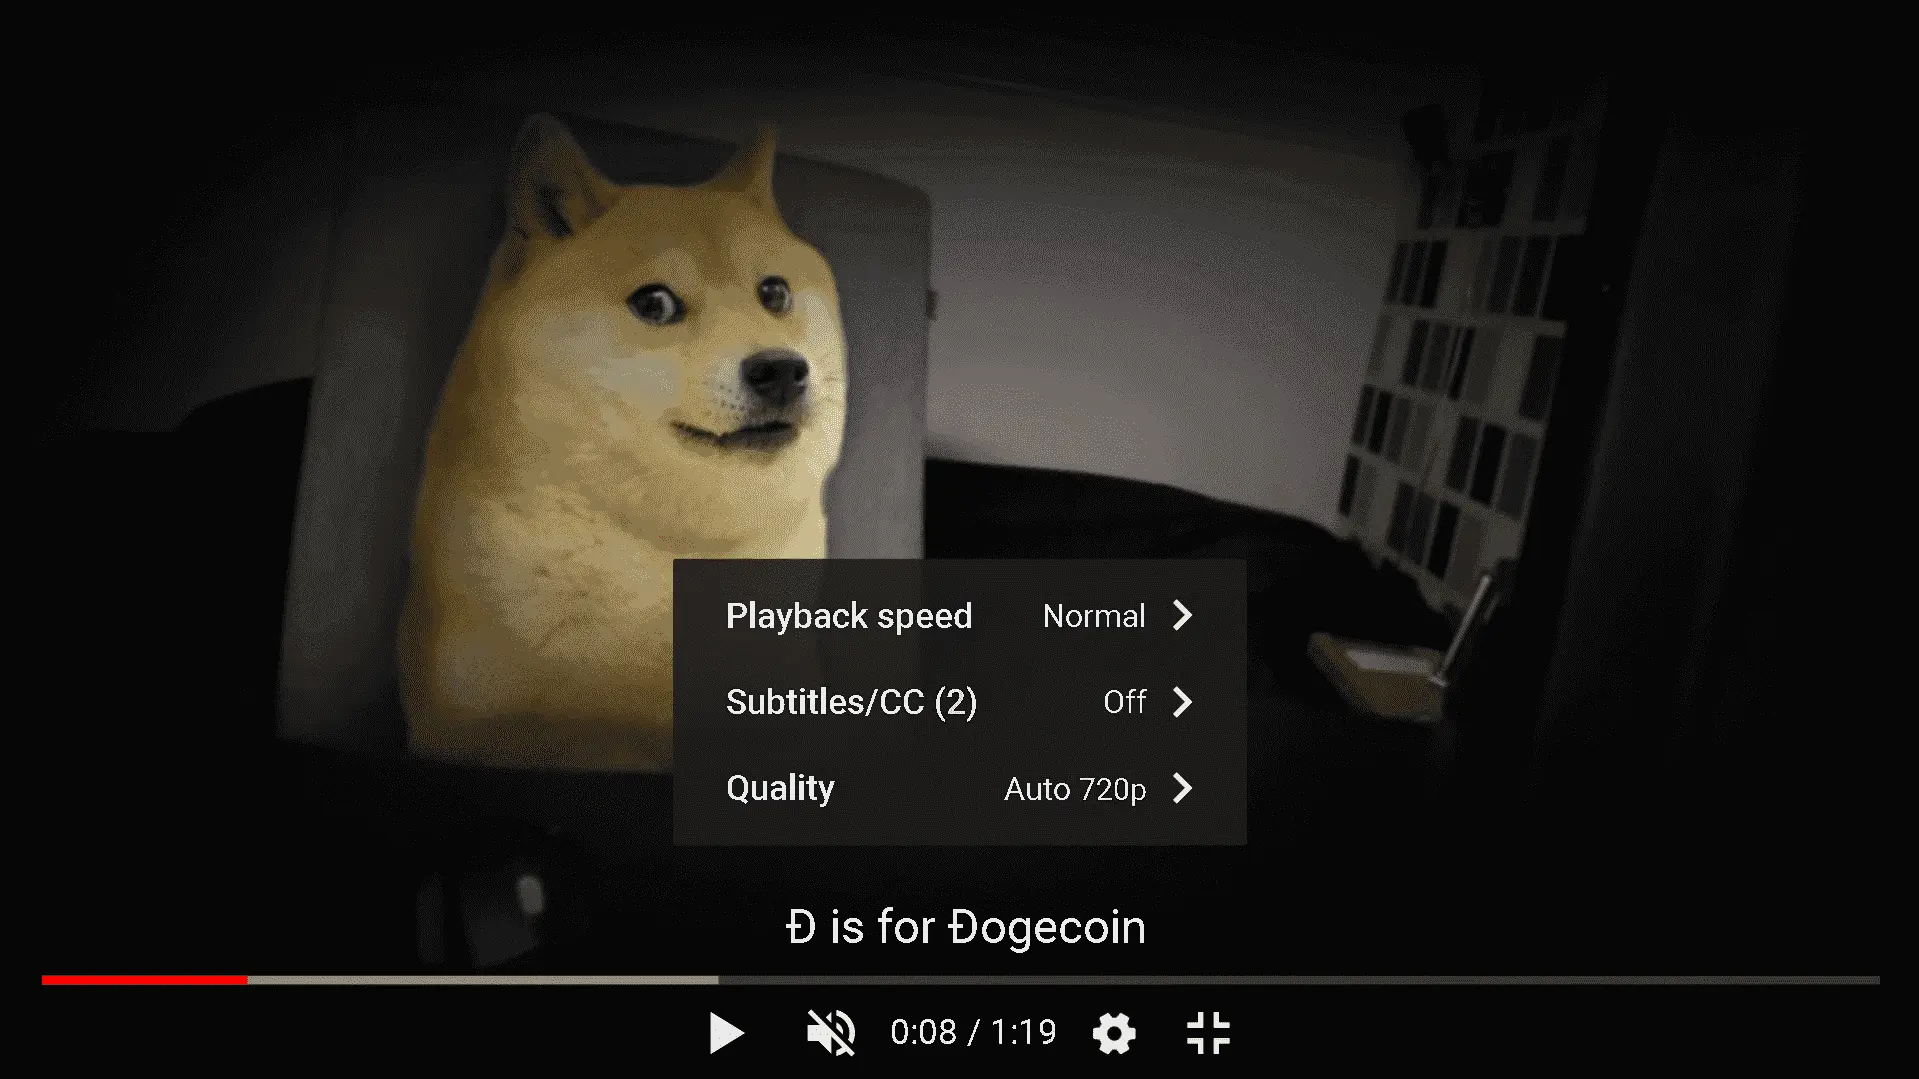 Playback speed Normal
Subtitles/CC (2) Off
Quality Auto 720p
Đ is for Đogecoin
0:08 / 1:19